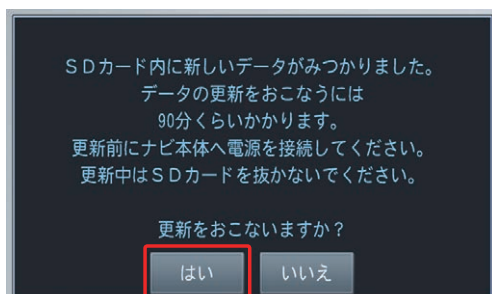 ＳＤカード内に新しいデータがみつかりました。
データの更新をおこなうには
90分くらいかかります。
更新前にナビ本体へ電源を接続してください。
更新中はＳＤカードを抜かないでください。
更新をおこないますか？
はい いいえ